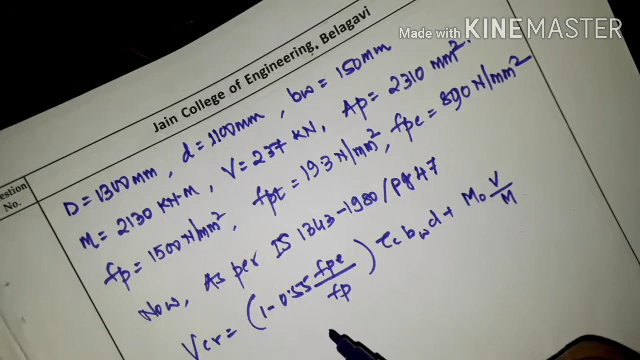 Made with KINEMASTER
Jain College of Engineering, Belagavi
estion
No.
D = 1300mm, d = 1100mm, bw = 150mm
M = 2130 KN-M, V = 237 KN, Ap = 2310 mm².
fp = 1500 N/mm², fpt = 19.3 N/mm², fpe = 890 N/mm²
Now, As per IS 1343-1980 / Pg 47
Vcr = (1 - 0.55 fpe/fp) τc bw d + Mo V/M